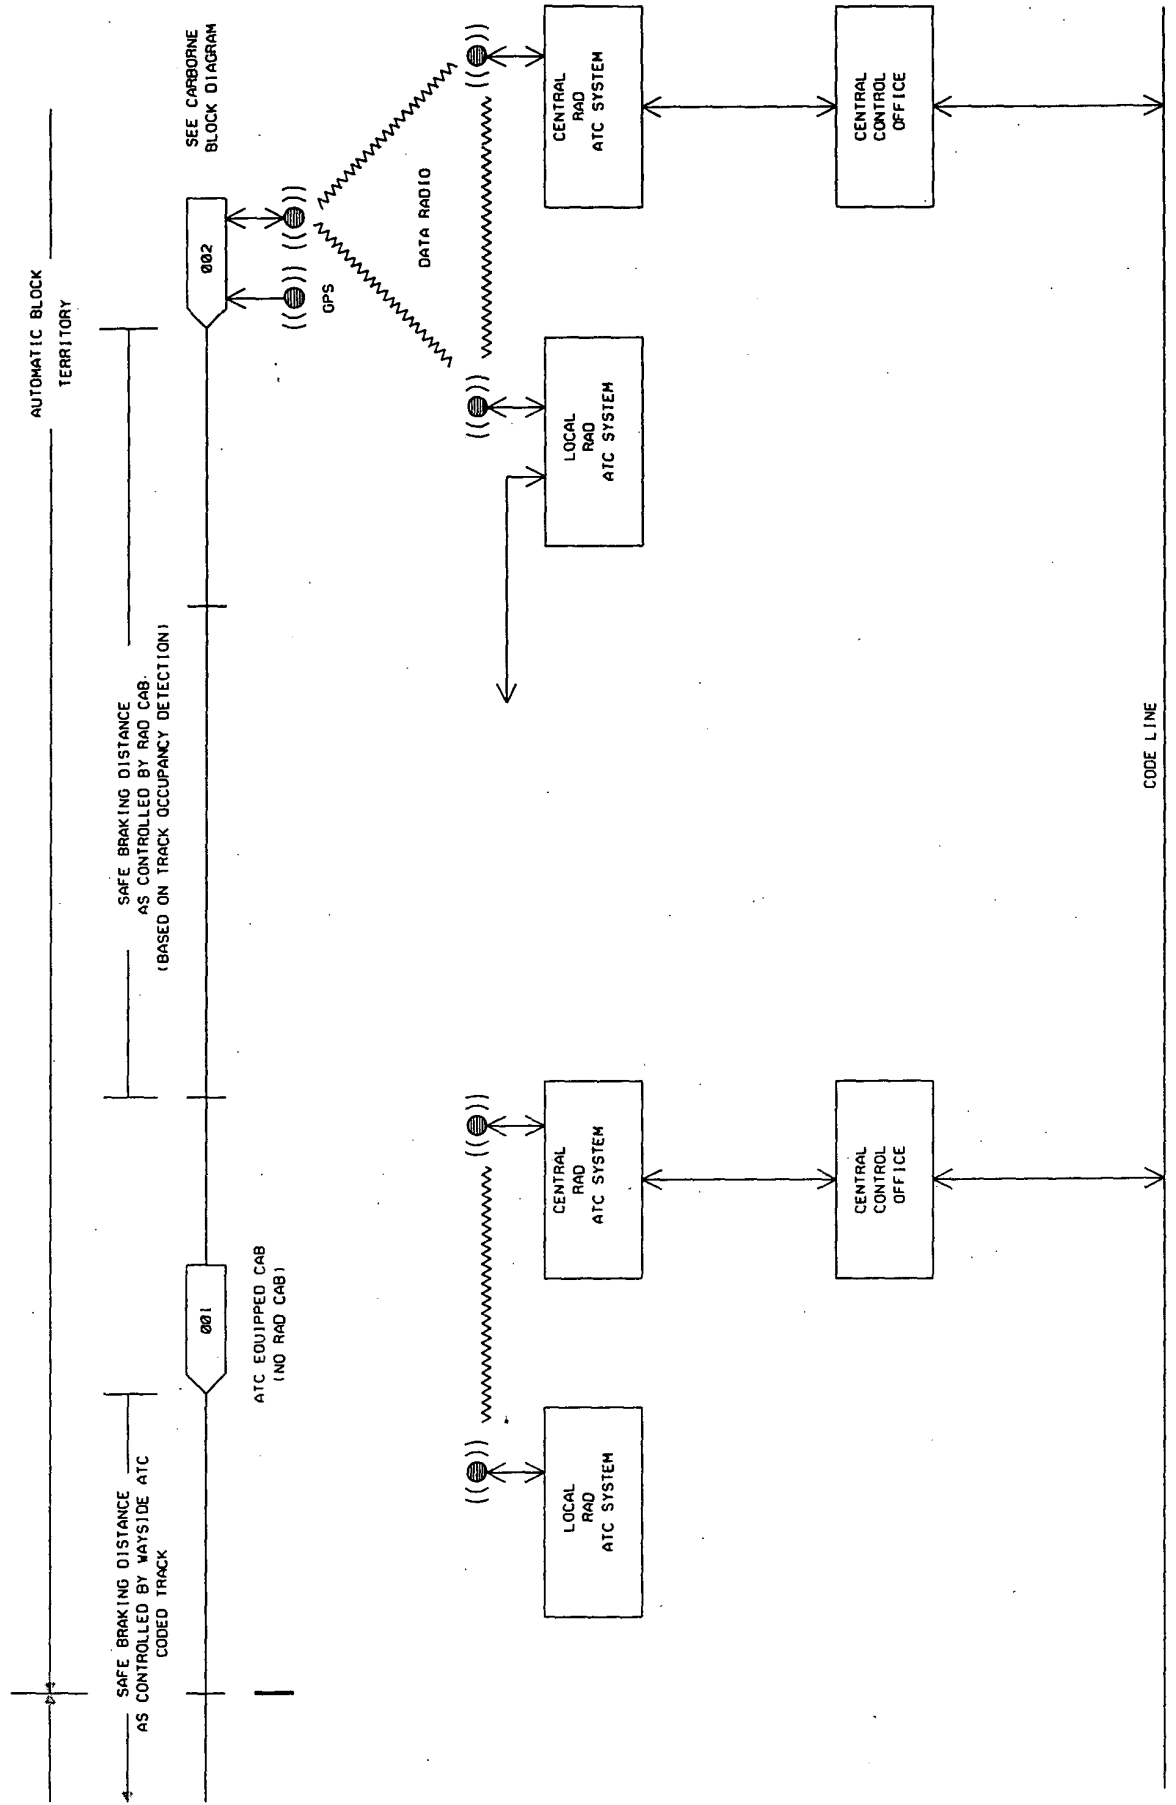 AUTOMATIC BLOCK
TERRITORY
SAFE BRAKING DISTANCE
AS CONTROLLED BY WAYSIDE ATC
CODED TRACK
SAFE BRAKING DISTANCE
AS CONTROLLED BY RAD CAB.
(BASED ON TRACK OCCUPANCY DETECTION)
SEE CARBORNE
BLOCK DIAGRAM
001
002
ATC EQUIPPED CAB
(NO RAD CAB)
GPS
DATA RADIO
LOCAL
RAD
ATC SYSTEM
CENTRAL
RAD
ATC SYSTEM
LOCAL
RAD
ATC SYSTEM
CENTRAL
RAD
ATC SYSTEM
CENTRAL
CONTROL
OFFICE
CENTRAL
CONTROL
OFFICE
CODE LINE